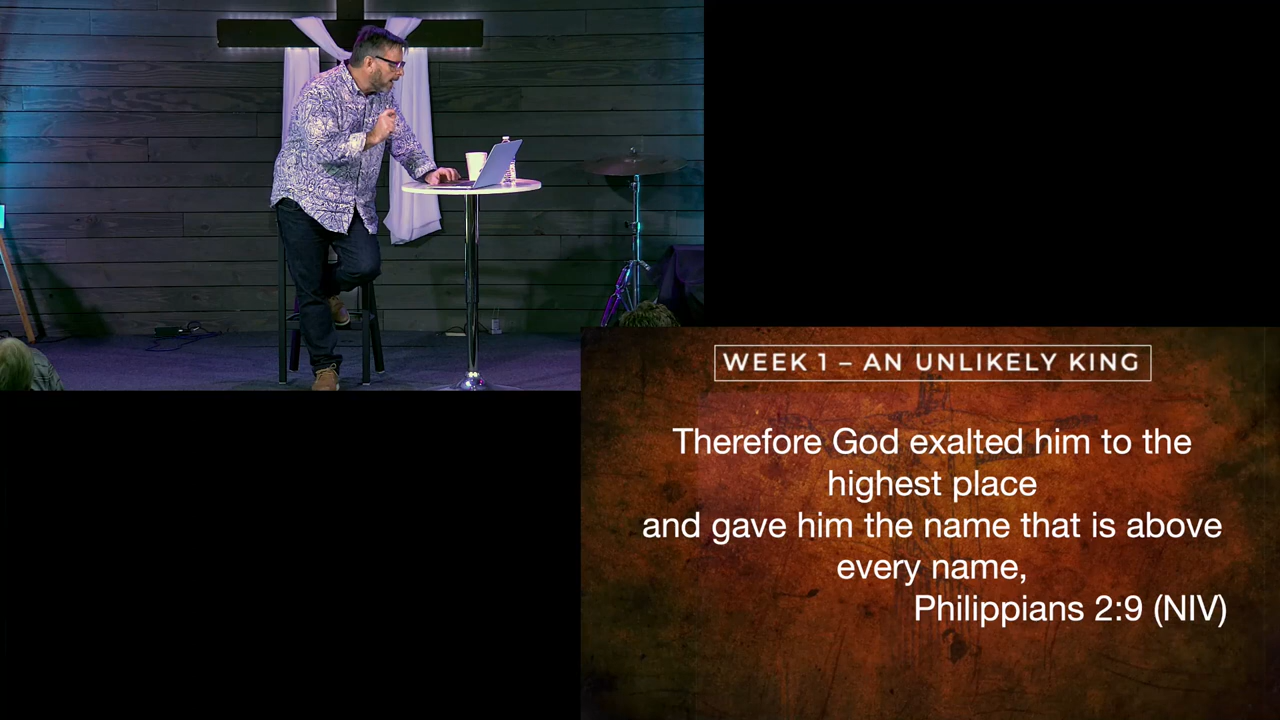 WEEK 1 – AN UNLIKELY KING
Therefore God exalted him to the
highest place
and gave him the name that is above
every name,
Philippians 2:9 (NIV)